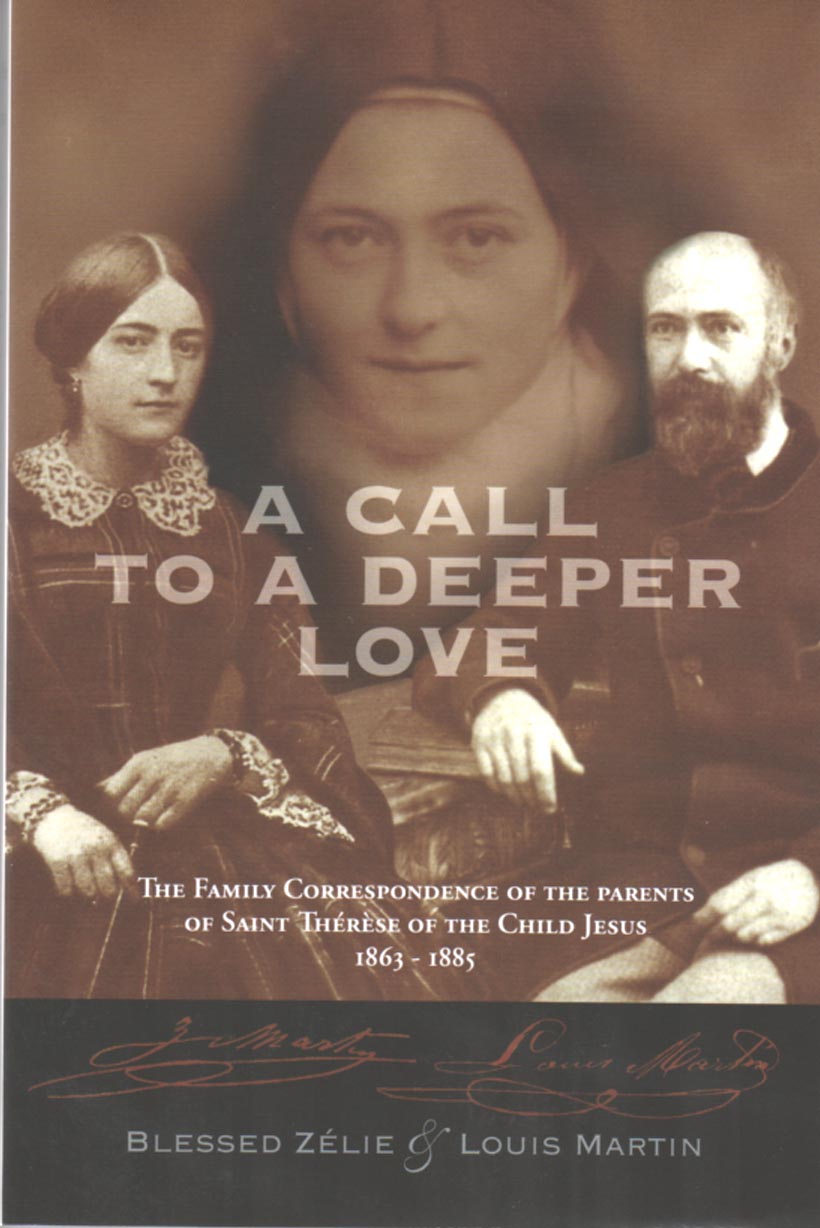 A CALL
TO A DEEPER
LOVE
THE FAMILY CORRESPONDENCE OF THE PARENTS
OF SAINT THÉRÈSE OF THE CHILD JESUS
1863 - 1885
Z Martin Louis Martin
BLESSED ZÉLIE & LOUIS MARTIN